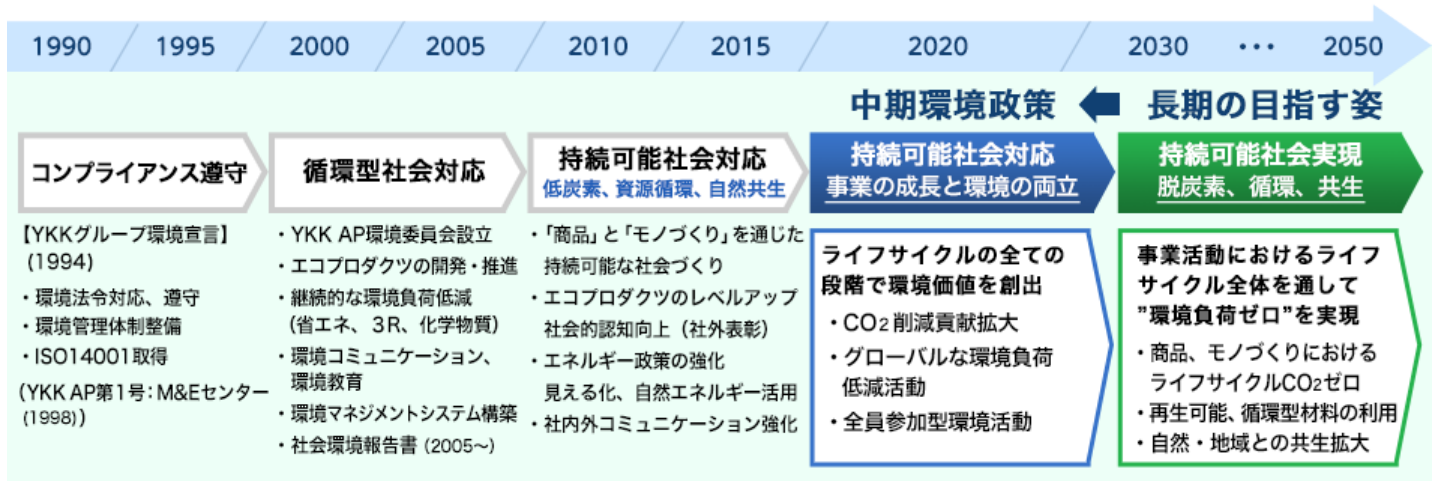 1990 1995 2000 2005 2010 2015 2020 2030 ・・・ 2050
中期環境政策 長期の目指す姿
コンプライアンス遵守
【YKKグループ環境宣言】
(1994)
・環境法令対応、遵守
・環境管理体制整備
・ISO14001取得
(YKK AP第1号:M&Eセンター
(1998))
循環型社会対応
・YKK AP環境委員会設立
・エコプロダクツの開発・推進
・継続的な環境負荷低減
(省エネ、3R、化学物質)
・環境コミュニケーション、
環境教育
・環境マネジメントシステム構築
・社会環境報告書(2005〜)
持続可能社会対応
低炭素、資源循環、自然共生
・「商品」と「モノづくり」を通じた
持続可能な社会づくり
・エコプロダクツのレベルアップ
社会的認知向上(社外表彰)
・エネルギー政策の強化
見える化、自然エネルギー活用
・社内外コミュニケーション強化
持続可能社会対応
事業の成長と環境の両立
ライフサイクルの全ての
段階で環境価値を創出
・CO2削減貢献拡大
・グローバルな環境負荷
低減活動
・全員参加型環境活動
持続可能社会実現
脱炭素、循環、共生
事業活動におけるライフ
サイクル全体を通して
”環境負荷ゼロ”を実現
・商品、モノづくりにおける
ライフサイクルCO2ゼロ
・再生可能、循環型材料の利用
・自然・地域との共生拡大